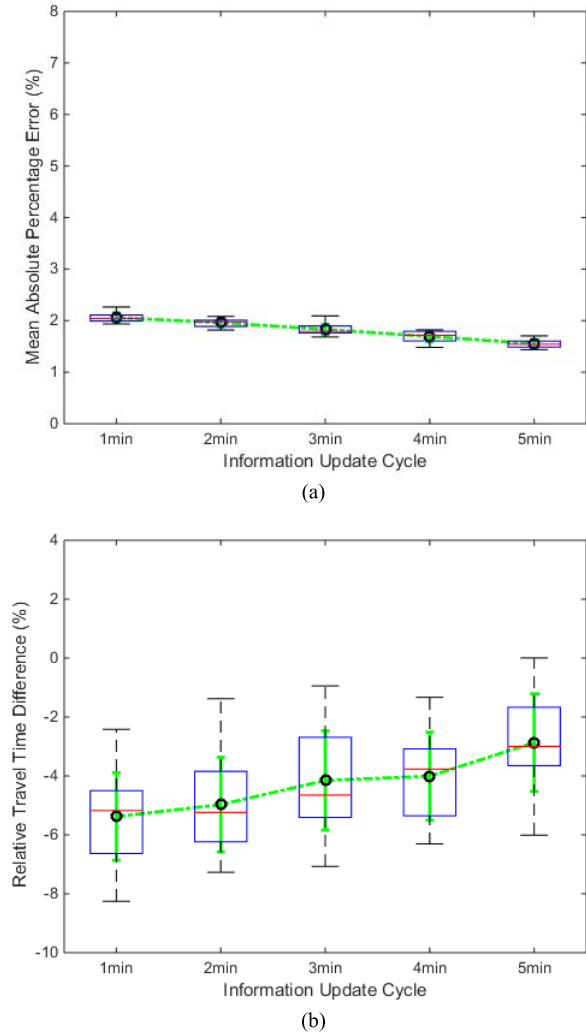 8
7
6
5
4
3
2
1
0
Mean Absolute Percentage Error (%)
1min 2min 3min 4min 5min
Information Update Cycle
(a)
4
2
0
-2
-4
-6
-8
-10
Relative Travel Time Difference (%)
1min 2min 3min 4min 5min
Information Update Cycle
(b)